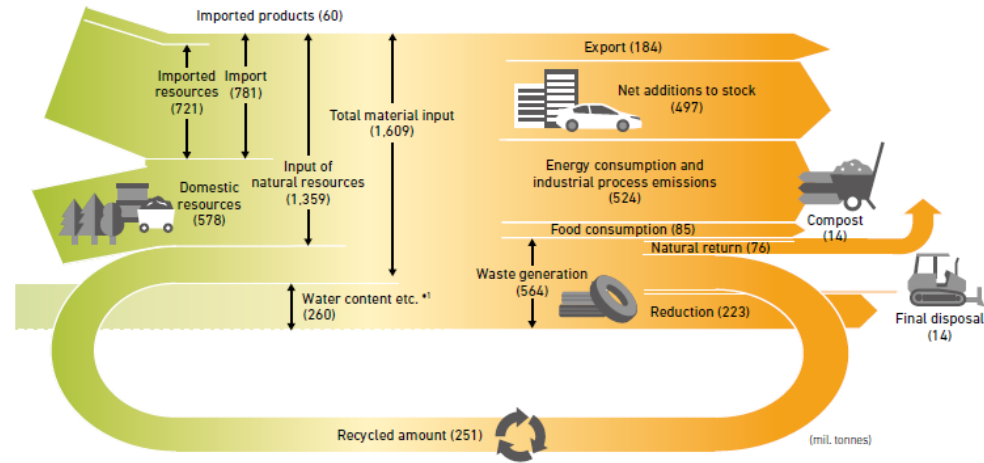 Imported products (60)
Imported
resources
(721)
Import
(781)
Total material input
(1,609)
Input of
natural resources
(1,359)
Domestic
resources
(578)
Water content etc. *1
(260)
Export (184)
Net additions to stock
(497)
Energy consumption and
industrial process emissions
(524)
Food consumption (85)
Compost
(14)
Natural return (76)
Waste generation
(564)
Reduction (223)
Final disposal
(14)
Recycled amount (251)
(mil. tonnes)